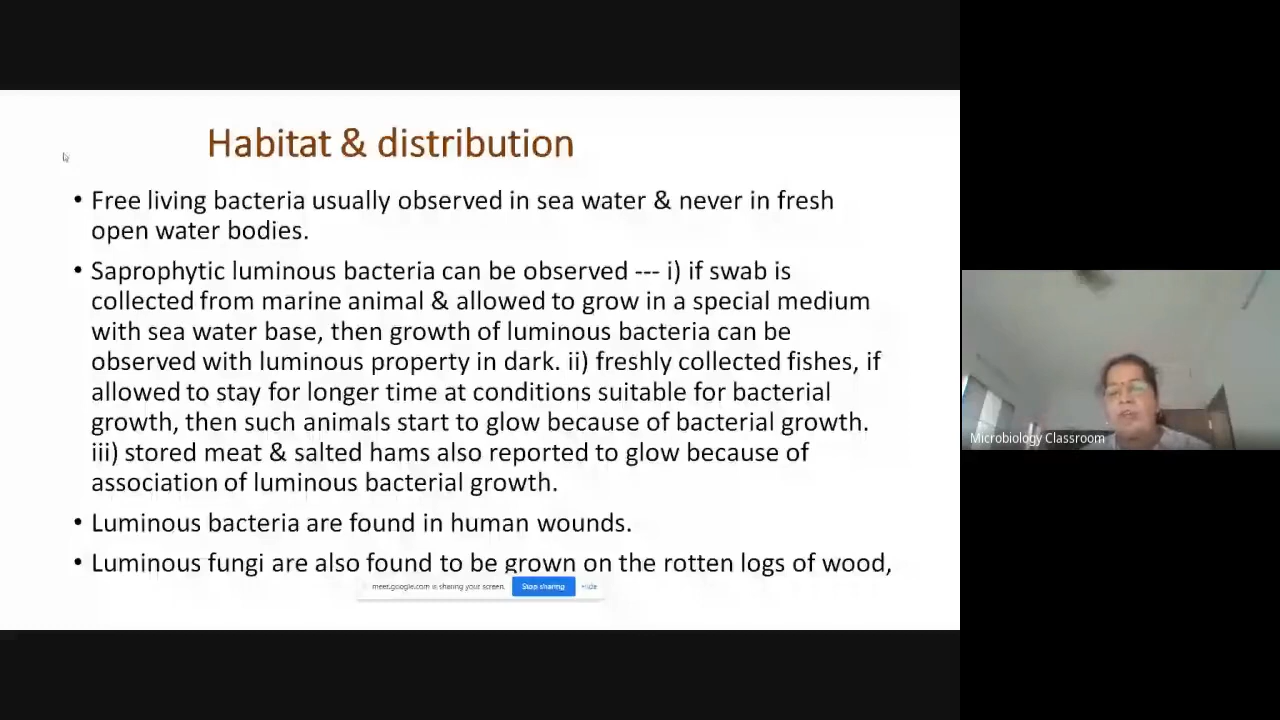 Habitat & distribution
• Free living bacteria usually observed in sea water & never in fresh
open water bodies.
• Saprophytic luminous bacteria can be observed --- i) if swab is
collected from marine animal & allowed to grow in a special medium
with sea water base, then growth of luminous bacteria can be
observed with luminous property in dark. ii) freshly collected fishes, if
allowed to stay for longer time at conditions suitable for bacterial
growth, then such animals start to glow because of bacterial growth.
iii) stored meat & salted hams also reported to glow because of
association of luminous bacterial growth.
• Luminous bacteria are found in human wounds.
• Luminous fungi are also found to be grown on the rotten logs of wood,
meet.google.com is sharing your screen. Stop sharing Hide
Microbiology Classroom